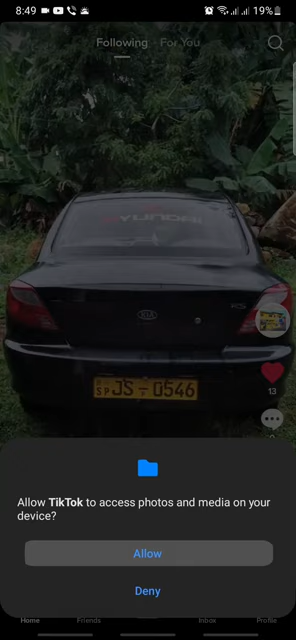 8:49
19%
Following
For You
HYUNDAI
KIA
RS
SP JS - 0546
13
Allow TikTok to access photos and media on your
device?
Allow
Deny
Home
Friends
Inbox
Profile